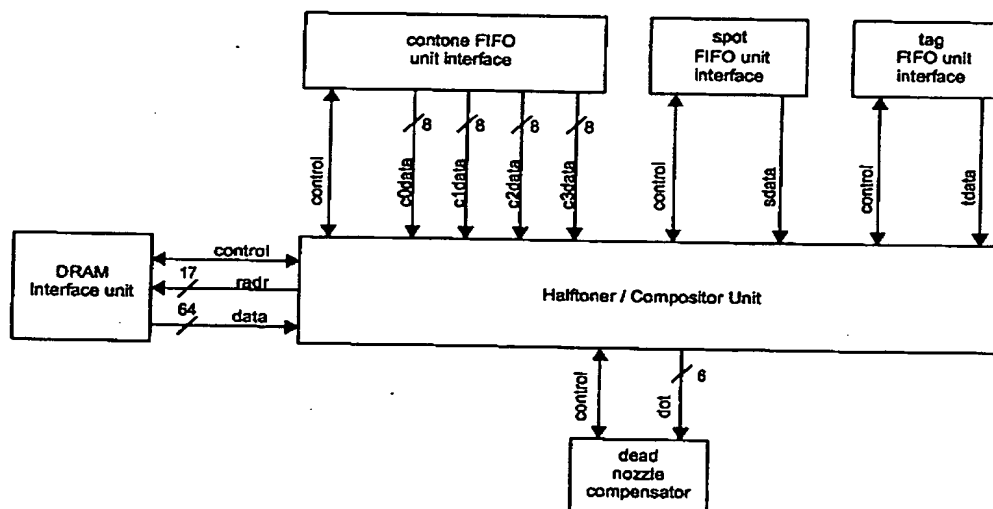 contone FIFO
unit interface
spot
FIFO unit
interface
tag
FIFO unit
interface
control
8
c0data
8
c1data
8
c2data
8
c3data
control
sdata
control
tdata
DRAM
Interface unit
control
17
radr
64
data
Halftoner / Compositor Unit
control
6
dot
dead
nozzle
compensator